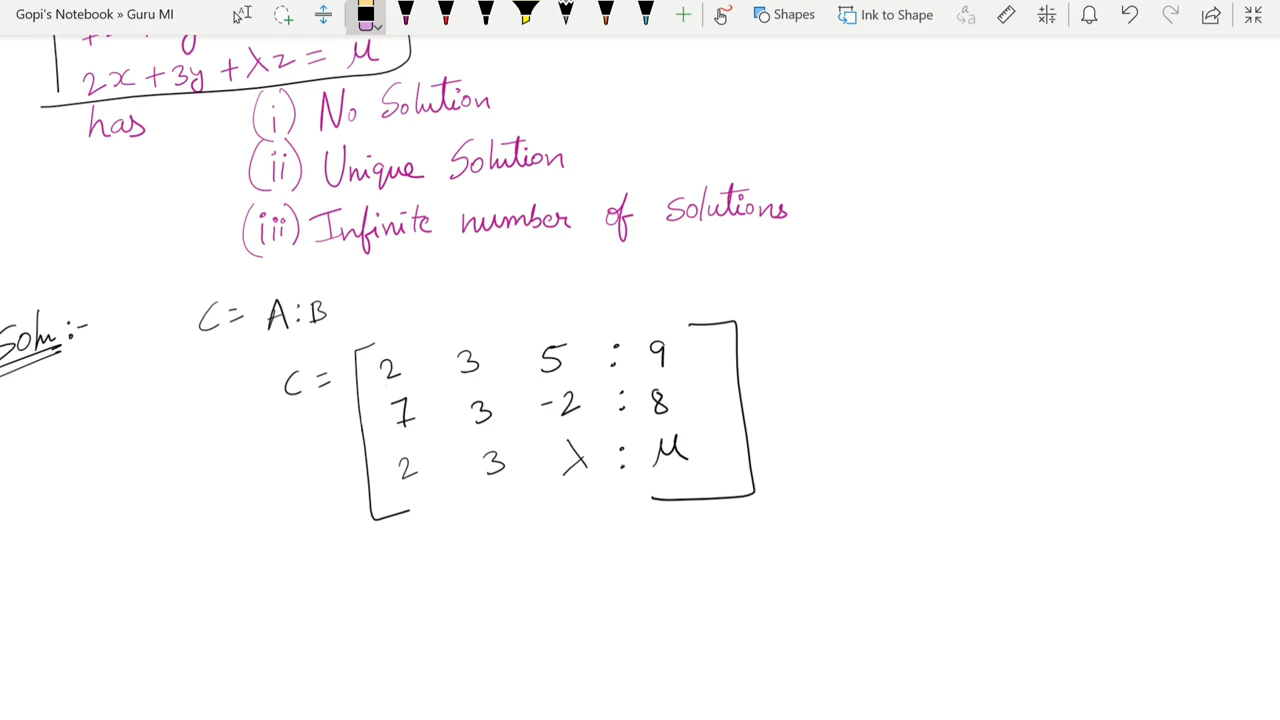 Gopi's Notebook » Guru MI
Shapes
Ink to Shape
2x + 3y + λz = μ
has (i) No Solution
(ii) Unique Solution
(iii) Infinite number of solutions
Soln :-
C = A : B
C = [ 2 3 5 : 9
7 3 -2 : 8
2 3 λ : μ ]